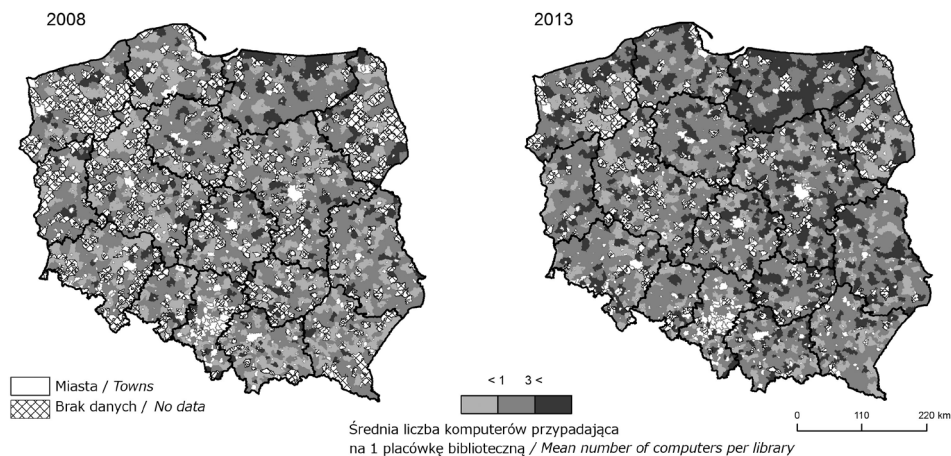 2008
2013
Miasta / Towns
Brak danych / No data
< 1 3 <
Średnia liczba komputerów przypadająca
na 1 placówkę biblioteczną / Mean number of computers per library
0 110 220 km